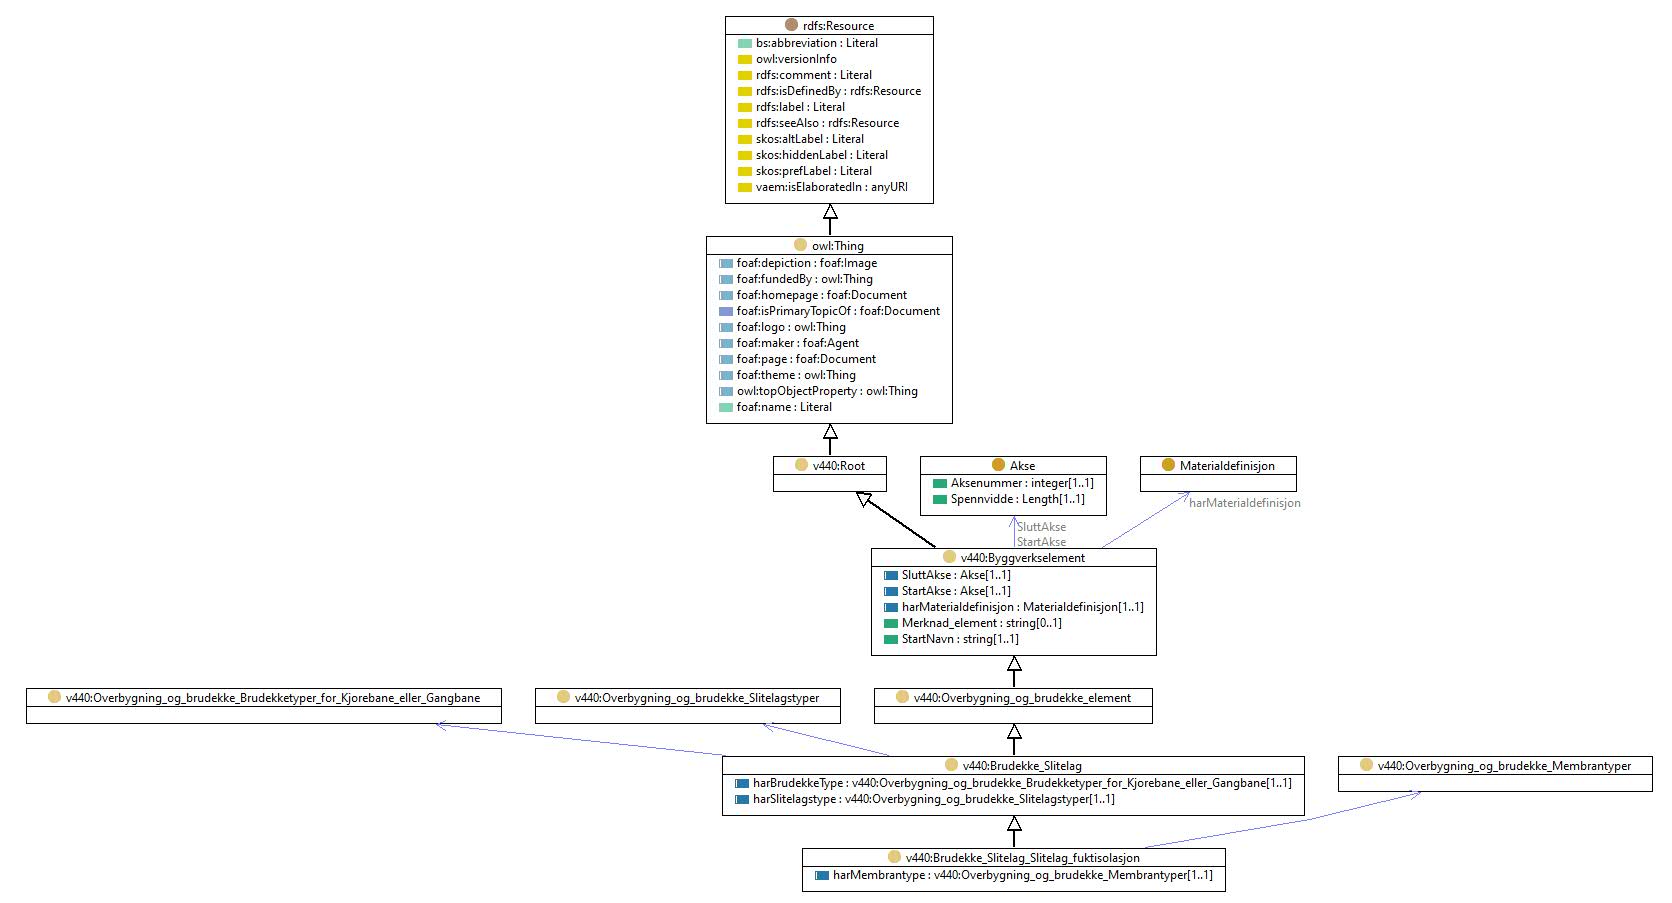 rdfs:Resource
bs:abbreviation : Literal
owl:versionInfo
rdfs:comment : Literal
rdfs:isDefinedBy : rdfs:Resource
rdfs:label : Literal
rdfs:seeAlso : rdfs:Resource
skos:altLabel : Literal
skos:hiddenLabel : Literal
skos:prefLabel : Literal
vaem:isElaboratedIn : anyURI
owl:Thing
foaf:depiction : foaf:Image
foaf:fundedBy : owl:Thing
foaf:homepage : foaf:Document
foaf:isPrimaryTopicOf : foaf:Document
foaf:logo : owl:Thing
foaf:maker : foaf:Agent
foaf:page : foaf:Document
foaf:theme : owl:Thing
owl:topObjectProperty : owl:Thing
foaf:name : Literal
v440:Root
Akse
Aksenummer : integer[1..1]
Spennvidde : Length[1..1]
Materialdefinisjon
harMaterialdefinisjon
SluttAkse
StartAkse
v440:Byggverkselement
SluttAkse : Akse[1..1]
StartAkse : Akse[1..1]
harMaterialdefinisjon : Materialdefinisjon[1..1]
Merknad_element : string[0..1]
StartNavn : string[1..1]
v440:Overbygning_og_brudekke_Brudekketyper_for_Kjorebane_eller_Gangbane
v440:Overbygning_og_brudekke_Slitelagstyper
v440:Overbygning_og_brudekke_element
v440:Brudekke_Slitelag
harBrudekkeType : v440:Overbygning_og_brudekke_Brudekketyper_for_Kjorebane_eller_Gangbane[1..1]
harSlitelagstype : v440:Overbygning_og_brudekke_Slitelagstyper[1..1]
v440:Overbygning_og_brudekke_Membrantyper
v440:Brudekke_Slitelag_Slitelag_fuktisolasjon
harMembrantype : v440:Overbygning_og_brudekke_Membrantyper[1..1]